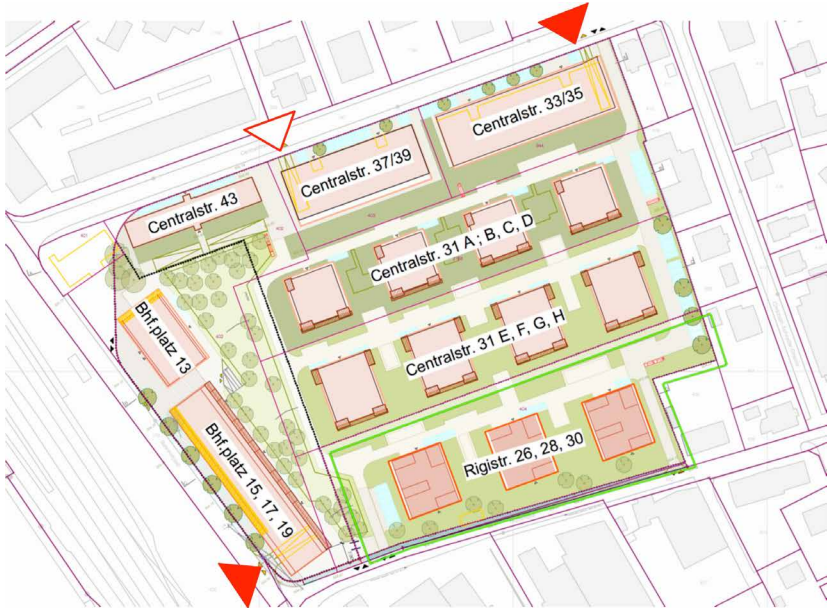 Centralstr. 33/35
Centralstr. 37/39
Centralstr. 43
Centralstr. 31 A ; B, C, D
Bhf.platz 13
Centralstr. 31 E, F, G, H
Bhf.platz 15, 17, 19
Rigistr. 26, 28, 30